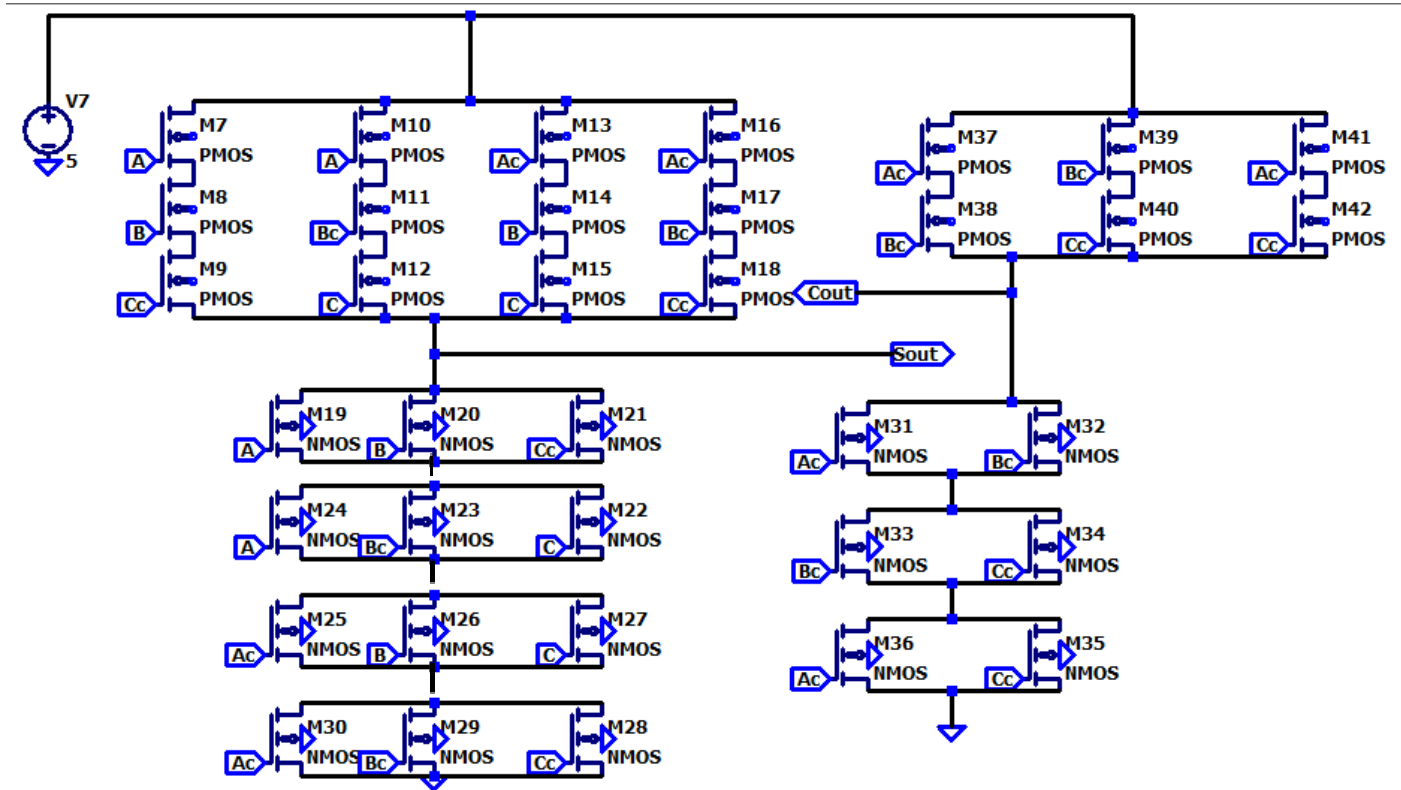 V7
5
M7
PMOS
A
M8
PMOS
B
M9
PMOS
Cc
M10
PMOS
A
M11
PMOS
Bc
M12
PMOS
C
M13
PMOS
Ac
M14
PMOS
B
M15
PMOS
C
M16
PMOS
Ac
M17
PMOS
Bc
M18
PMOS
Cc
M37
PMOS
Ac
M38
PMOS
Bc
M39
PMOS
Bc
M40
PMOS
Cc
M41
PMOS
Ac
M42
PMOS
Cc
Cout
Sout
M19
NMOS
A
M20
NMOS
B
M21
NMOS
Cc
M24
NMOS
A
M23
NMOS
Bc
M22
NMOS
C
M25
NMOS
Ac
M26
NMOS
B
M27
NMOS
C
M30
NMOS
Ac
M29
NMOS
Bc
M28
NMOS
Cc
M31
NMOS
Ac
M32
NMOS
Bc
M33
NMOS
Bc
M34
NMOS
Cc
M36
NMOS
Ac
M35
NMOS
Cc